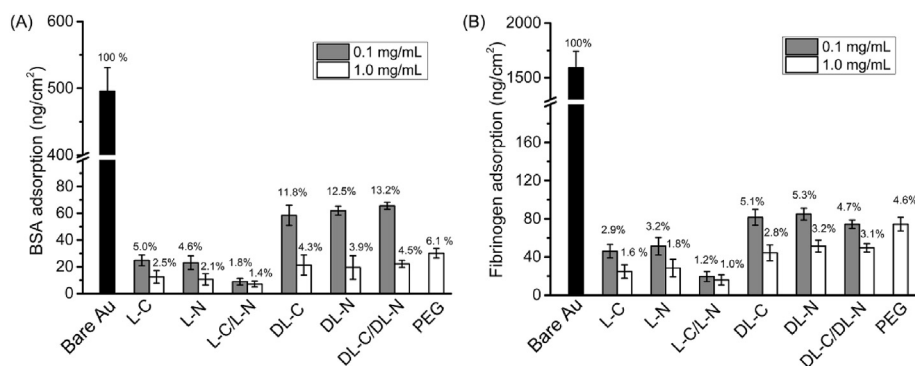 (A)
BSA adsorption (ng/cm²)
600
500
400
60
40
20
0
100 %
5.0%
2.5%
4.6%
2.1%
1.8%
1.4%
11.8%
4.3%
12.5%
3.9%
13.2%
4.5%
6.1 %
0.1 mg/mL
1.0 mg/mL
Bare Au
L-C
L-N
L-C/L-N
DL-C
DL-N
DL-C/DL-N
PEG
(B)
Fibrinogen adsorption (ng/cm²)
2000
1500
160
120
80
40
0
100%
2.9%
1.6 %
3.2%
1.8%
1.2%
1.0%
5.1%
2.8%
5.3%
3.2%
4.7%
3.1%
4.6%
0.1 mg/mL
1.0 mg/mL
Bare Au
L-C
L-N
L-C/L-N
DL-C
DL-N
DL-C/DL-N
PEG